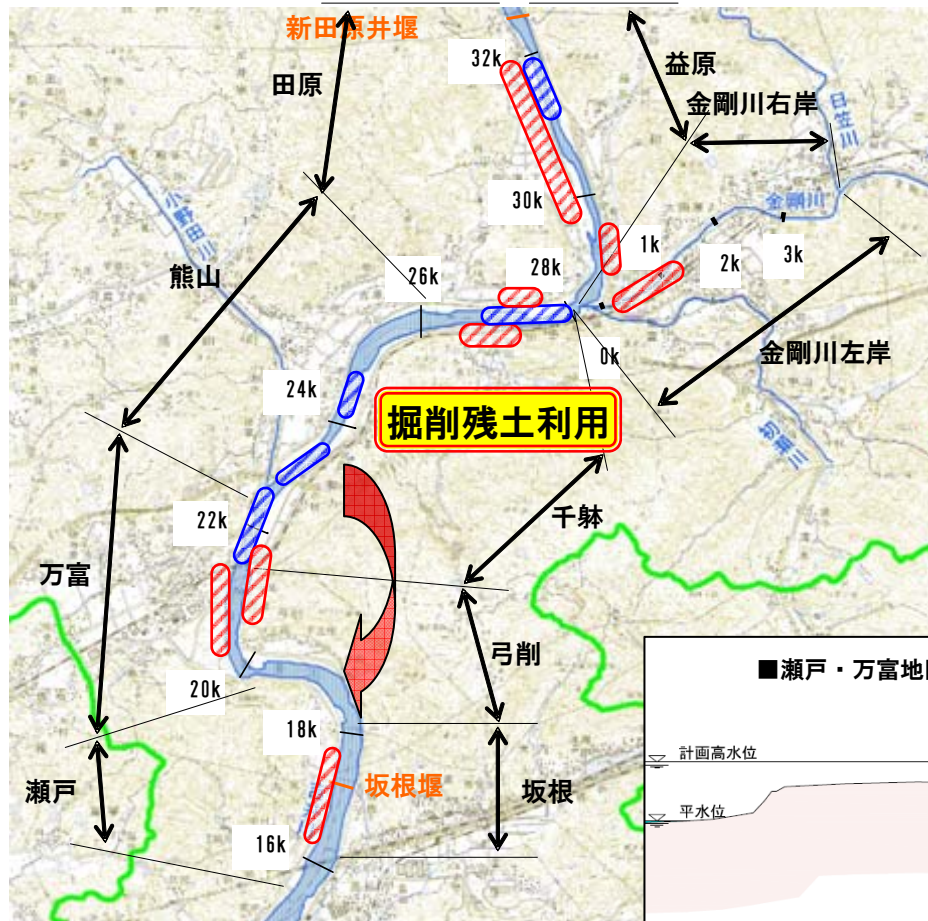 新田原井堰
田原
32k
益原
金剛川右岸
日笠川
小野田川
30k
金剛川
1k
2k
3k
熊山
26k
28k
0k
金剛川左岸
24k
掘削残土利用
22k
千躰
万富
弓削
20k
18k
瀬戸
坂根堰
坂根
16k
■瀬戸・万富地
計画高水位
平水位